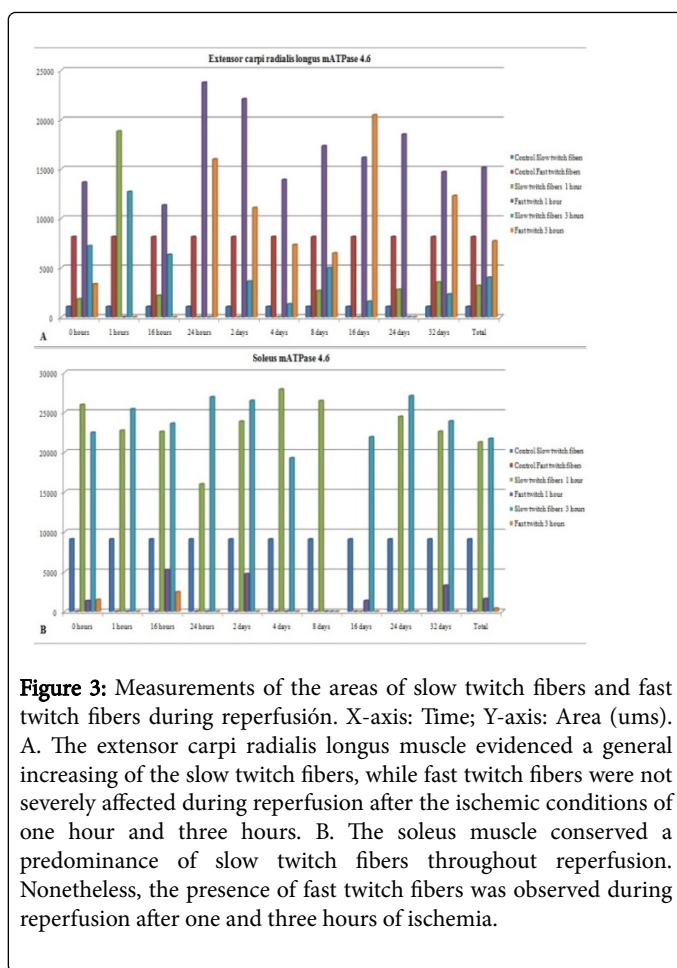 Extensor carpi radialis longus mATPase 4.6
25000
20000
15000
10000
5000
0
Control Slow twitch fibers
Control Fast twitch fibers
Slow twitch fibers 1 hour
Fast twitch 1 hour
Slow twitch fibers 3 hours
Fast twitch 3 hours
0 hours 1 hours 16 hours 24 hours 2 days 4 days 8 days 16 days 24 days 32 days Total
A
Soleus mATPase 4.6
30000
25000
20000
15000
10000
5000
0
Control Slow twitch fibers
Control Fast twitch fibers
Slow twitch fibers 1 hour
Fast twitch 1 hour
Slow twitch fibers 3 hours
Fast twitch 3 hours
0 hours 1 hours 16 hours 24 hours 2 days 4 days 8 days 16 days 24 days 32 days Total
B
Figure 3: Measurements of the areas of slow twitch fibers and fast
twitch fibers during reperfusión. X-axis: Time; Y-axis: Area (ums).
A. The extensor carpi radialis longus muscle evidenced a general
increasing of the slow twitch fibers, while fast twitch fibers were not
severely affected during reperfusion after the ischemic conditions of
one hour and three hours. B. The soleus muscle conserved a
predominance of slow twitch fibers throughout reperfusion.
Nonetheless, the presence of fast twitch fibers was observed during
reperfusion after one and three hours of ischemia.